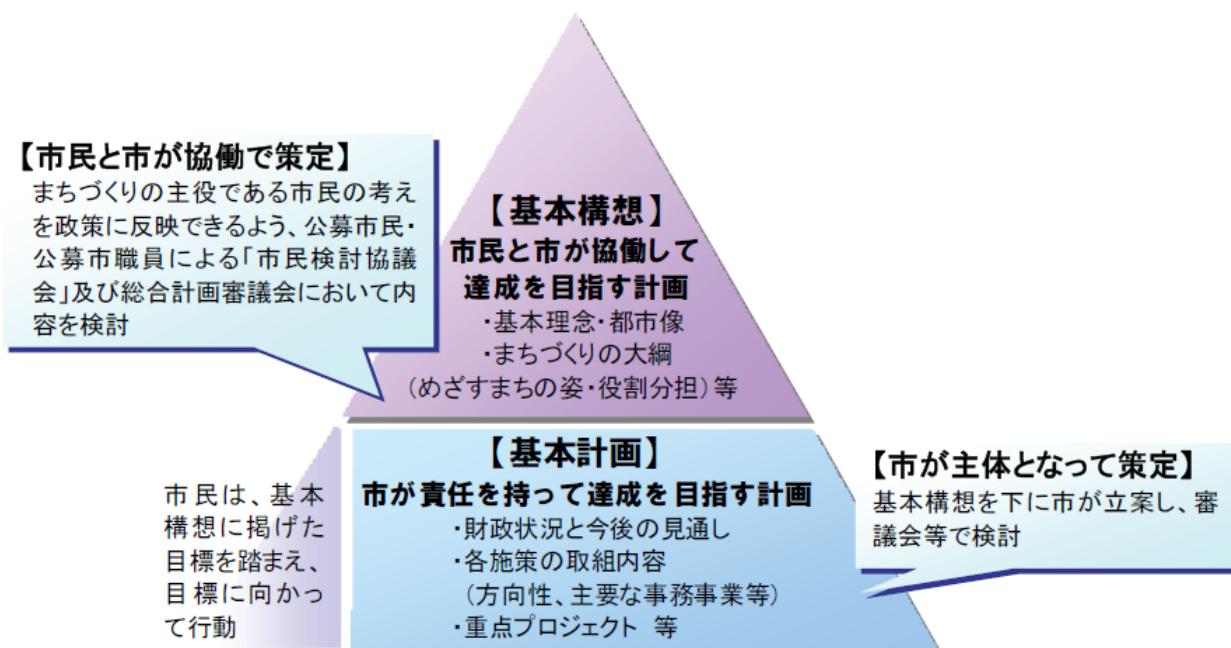 【市民と市が協働で策定】
まちづくりの主役である市民の考え
を政策に反映できるよう、公募市民・
公募市職員による「市民検討協議
会」及び総合計画審議会において内
容を検討
【基本構想】
市民と市が協働して
達成を目指す計画
・基本理念・都市像
・まちづくりの大綱
（めざすまちの姿・役割分担）等
【基本計画】
市が責任を持って達成を目指す計画
・財政状況と今後の見通し
・各施策の取組内容
（方向性、主要な事務事業等）
・重点プロジェクト 等
市民は、基本
構想に掲げた
目標を踏まえ、
目標に向かっ
て行動
【市が主体となって策定】
基本構想を下に市が立案し、審
議会等で検討